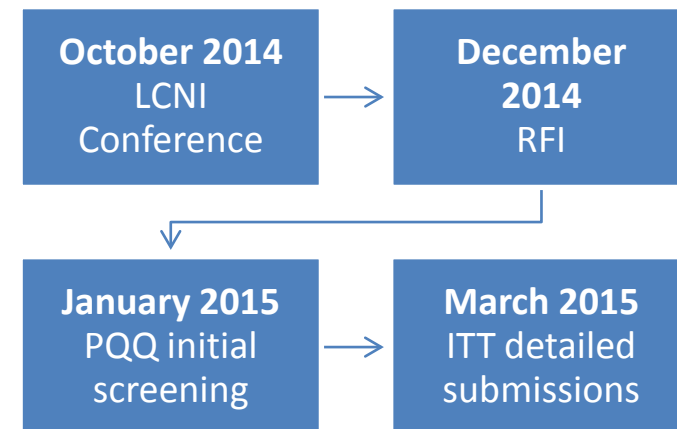 October 2014
LCNI
Conference
December
2014
RFI
January 2015
PQQ initial
screening
March 2015
ITT detailed
submissions